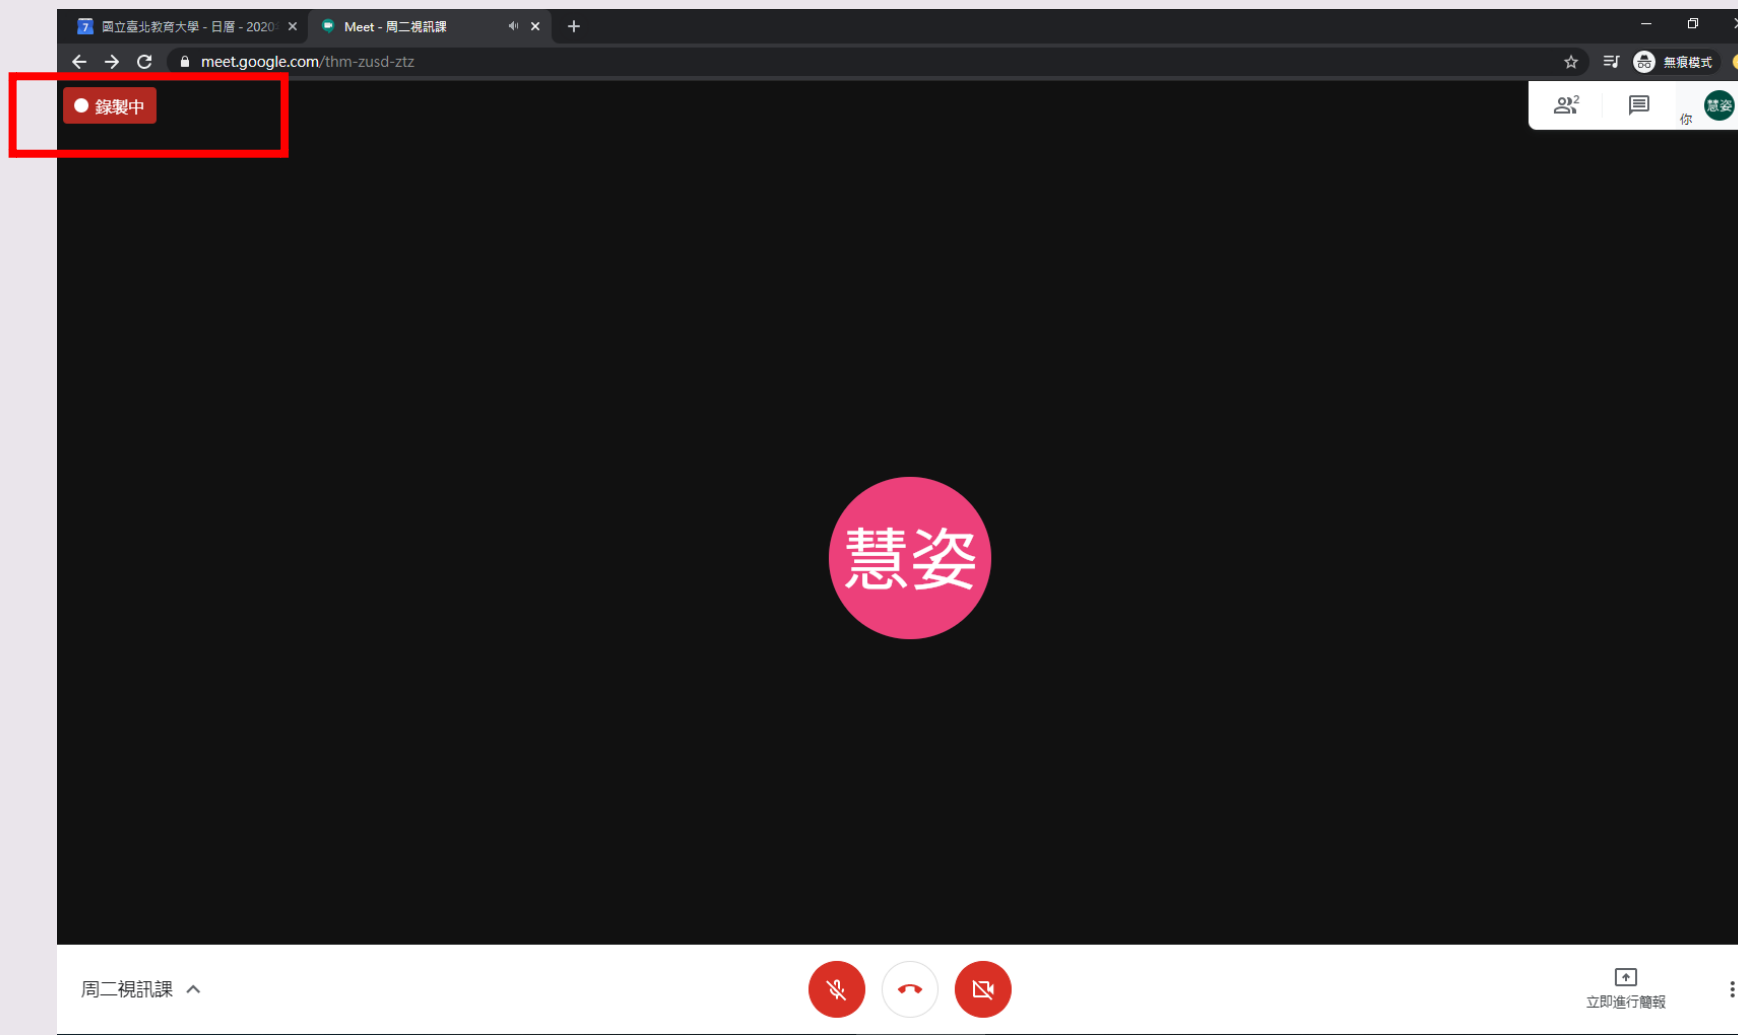 7 國立臺北教育大學 - 日曆 - 2020
Meet - 周二視訊課
meet.google.com/thm-zusd-ztz
無痕模式
錄製中
2
你
慧姿
慧姿
周二視訊課
立即進行簡報